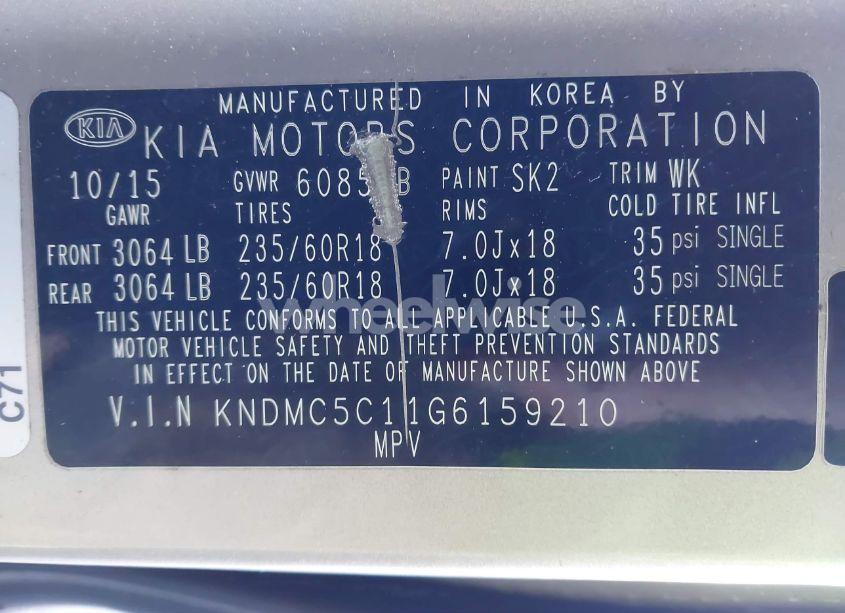 MANUFACTURED IN KOREA BY
KIA KIA MOTORS CORPORATION
10/15 GVWR 6085 B PAINT SK2 TRIM WK
GAWR TIRES RIMS COLD TIRE INFL
FRONT 3064 LB 235/60R18 7.0Jx18 35 psi SINGLE
REAR 3064 LB 235/60R18 7.0Jx18 35 psi SINGLE
wheelwise
THIS VEHICLE CONFORMS TO ALL APPLICABLE U.S.A. FEDERAL
MOTOR VEHICLE SAFETY AND THEFT PREVENTION STANDARDS
IN EFFECT ON THE DATE OF MANUFACTURE SHOWN ABOVE
V.I.N KNDMC5C11G6159210
MPV
C71